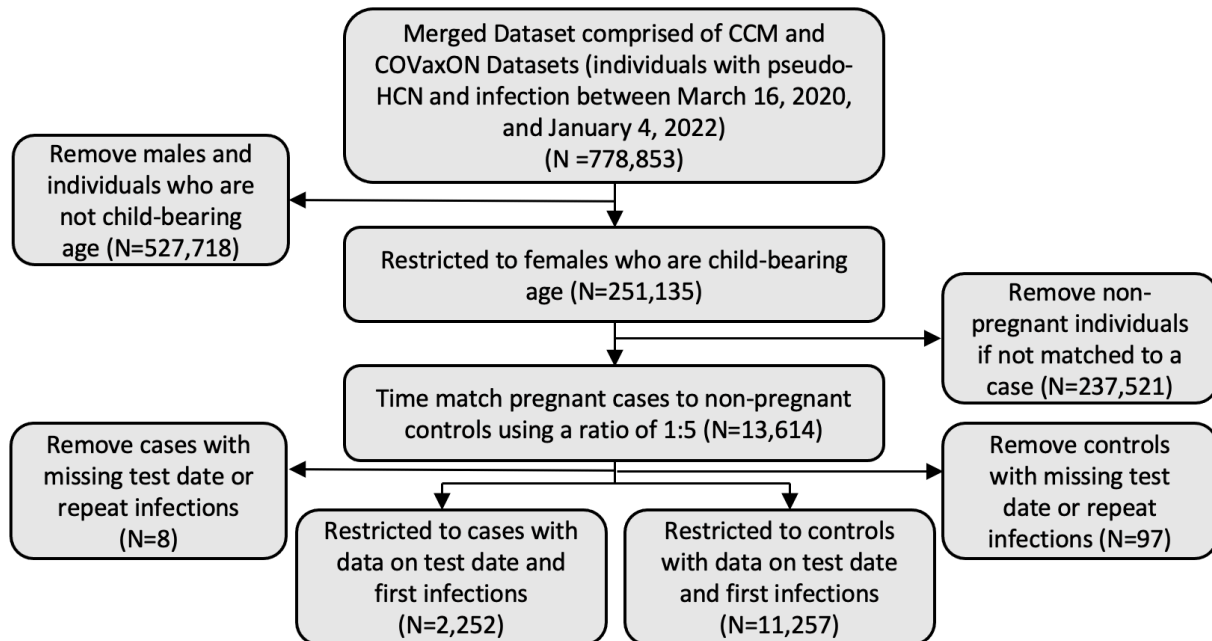 Merged Dataset comprised of CCM and
COVaxON Datasets (individuals with pseudo-
HCN and infection between March 16, 2020,
and January 4, 2022)
(N =778,853)
Remove males and
individuals who are
not child-bearing
age (N=527,718)
Restricted to females who are child-bearing
age (N=251,135)
Remove non-
pregnant individuals
if not matched to a
case (N=237,521)
Time match pregnant cases to non-pregnant
controls using a ratio of 1:5 (N=13,614)
Remove cases with
missing test date or
repeat infections
(N=8)
Remove controls
with missing test
date or repeat
infections (N=97)
Restricted to cases with
data on test date and
first infections
(N=2,252)
Restricted to controls
with data on test date
and first infections
(N=11,257)